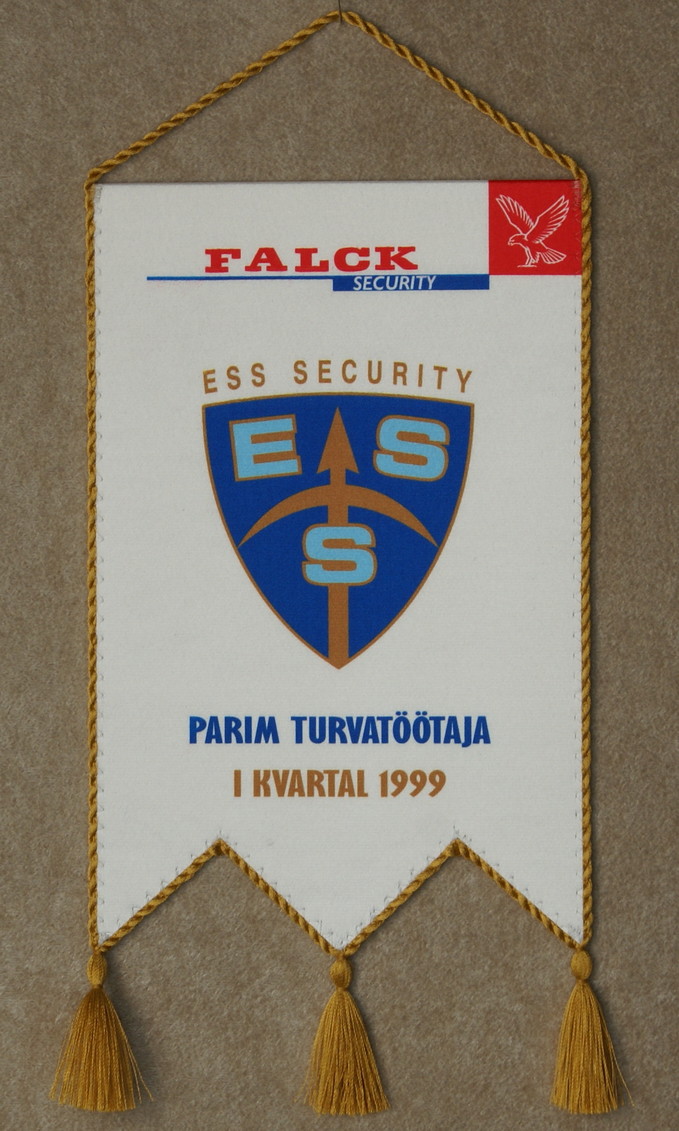 FALCK
SECURITY
ESS SECURITY
E S
S
PARIM TURVATÖÖTAJA
I KVARTAL 1999